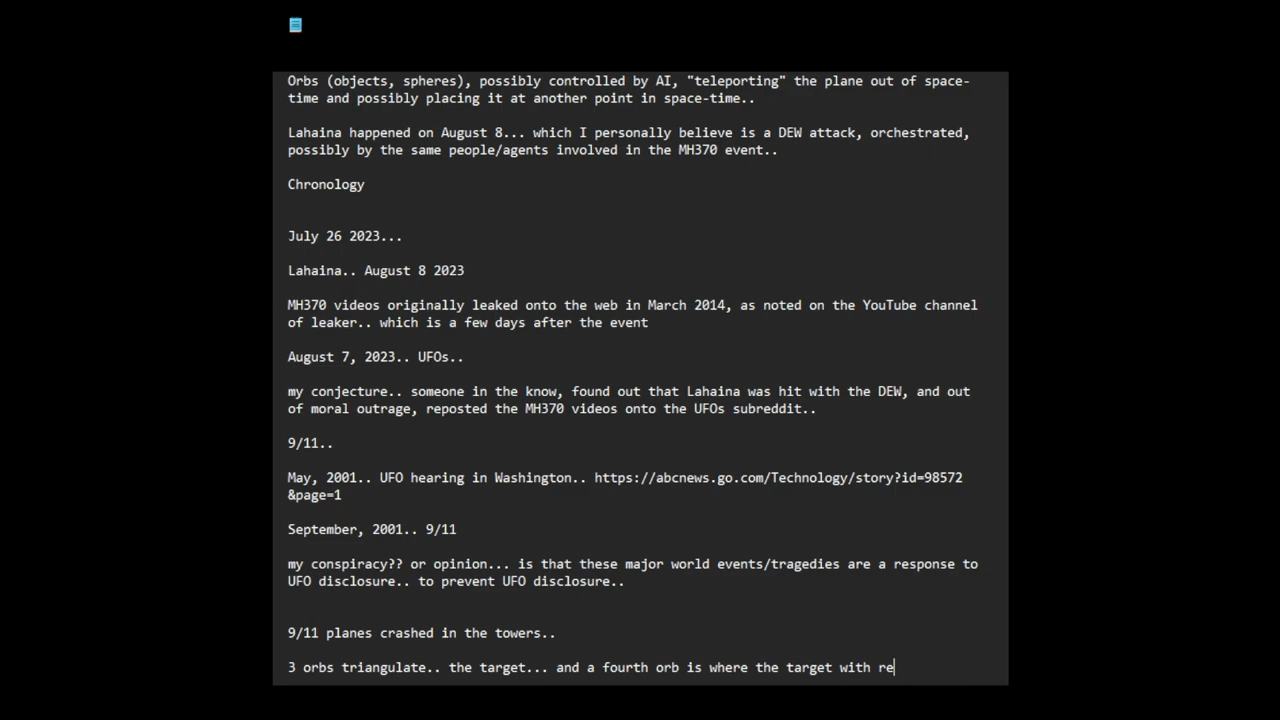 Orbs (objects, spheres), possibly controlled by AI, "teleporting" the plane out of space-
time and possibly placing it at another point in space-time..
Lahaina happened on August 8... which I personally believe is a DEW attack, orchestrated,
possibly by the same people/agents involved in the MH370 event..
Chronology
July 26 2023...
Lahaina.. August 8 2023
MH370 videos originally leaked onto the web in March 2014, as noted on the YouTube channel
of leaker.. which is a few days after the event
August 7, 2023.. UFOs..
my conjecture.. someone in the know, found out that Lahaina was hit with the DEW, and out
of moral outrage, reposted the MH370 videos onto the UFOs subreddit..
9/11..
May, 2001.. UFO hearing in Washington.. https://abcnews.go.com/Technology/story?id=98572
&page=1
September, 2001.. 9/11
my conspiracy?? or opinion... is that these major world events/tragedies are a response to
UFO disclosure.. to prevent UFO disclosure..
9/11 planes crashed in the towers..
3 orbs triangulate.. the target... and a fourth orb is where the target with re